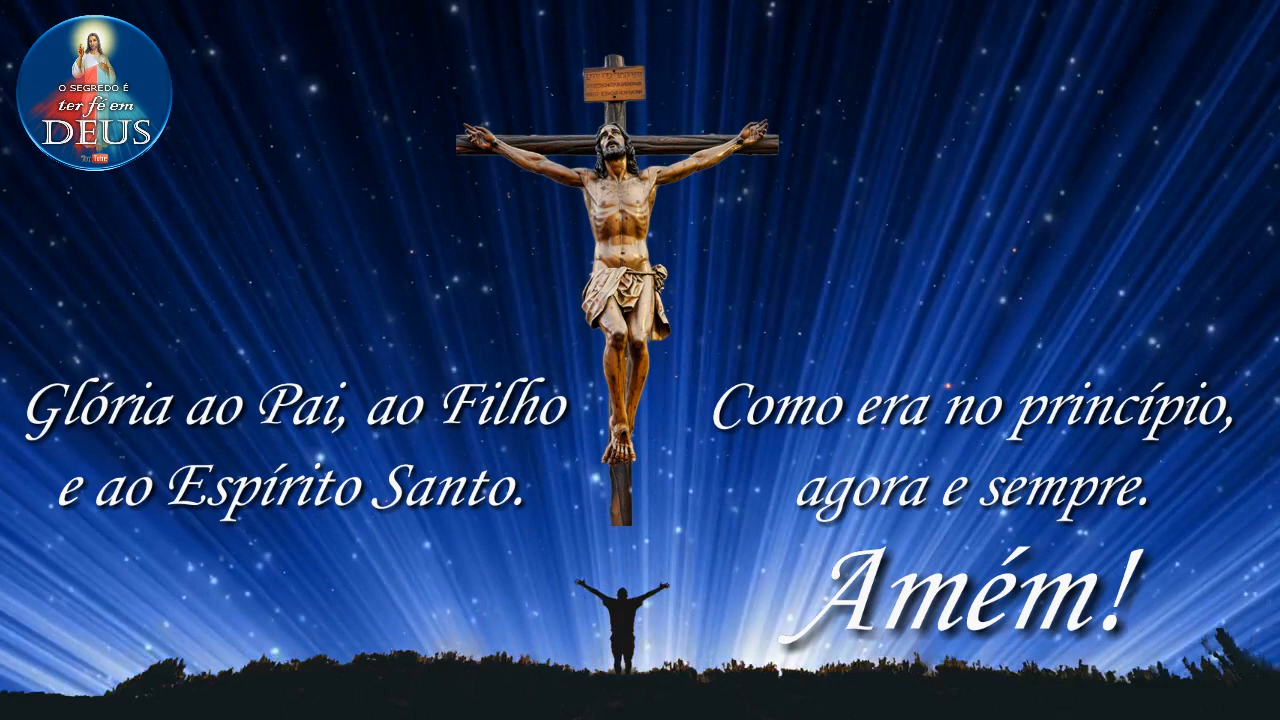 O SEGREDO É
ter fé em
DEUS
Glória ao Pai, ao Filho
e ao Espírito Santo.
Como era no princípio,
agora e sempre.
Amém!